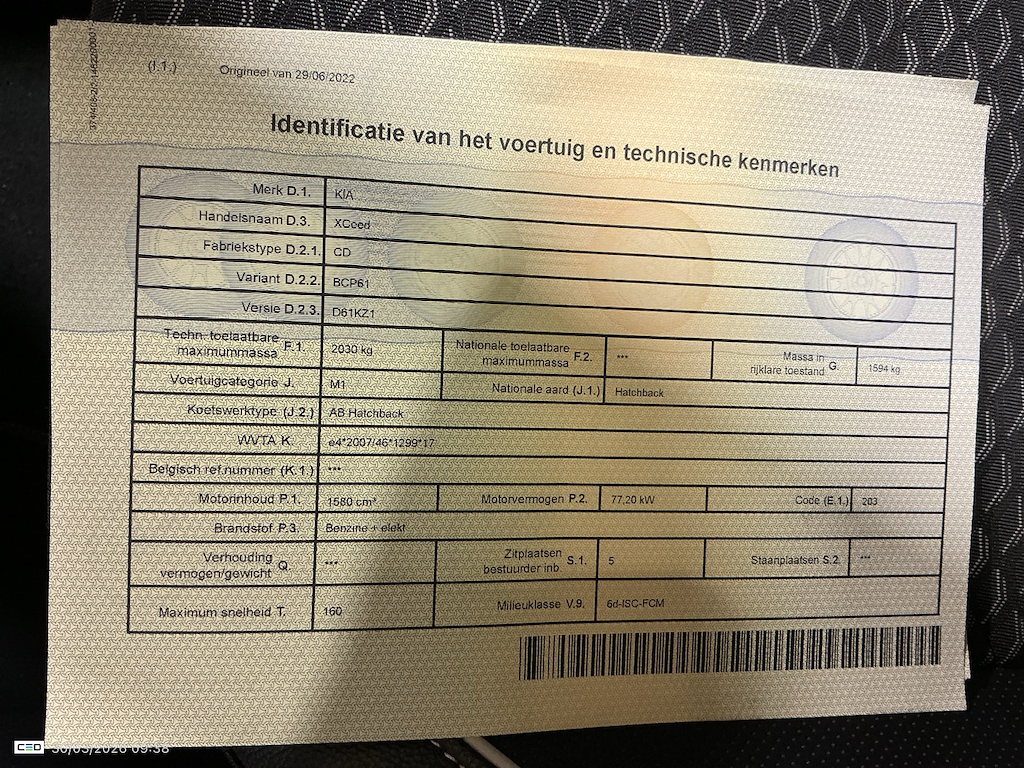 (I.1.) Origineel van 29/06/2022
Identificatie van het voertuig en technische kenmerken
Merk D.1. KIA
Handelsnaam D.3. XCeed
Fabriekstype D.2.1. CD
Variant D.2.2. BCP61
Versie D.2.3. D61KZ1
Techn. toelaatbare maximummassa F.1. 2030 kg Nationale toelaatbare maximummassa F.2. *** Massa in rijklare toestand G. 1594 kg
Voertuigcategorie J. M1 Nationale aard (J.1.) Hatchback
Koetswerktype (J.2.) AB Hatchback
WVTA K. e4*2007/46*1299*17
Belgisch ref.nummer (K.1.) ***
Motorinhoud P.1. 1580 cm³ Motorvermogen P.2. 77,20 kW Code (E.1.) 203
Brandstof P.3. Benzine + elekt
Verhouding vermogen/gewicht Q. *** Zitplaatsen bestuurder inb. S.1. 5 Staanplaatsen S.2. ***
Maximum snelheid T. 160 Milieuklasse V.9. 6d-ISC-FCM